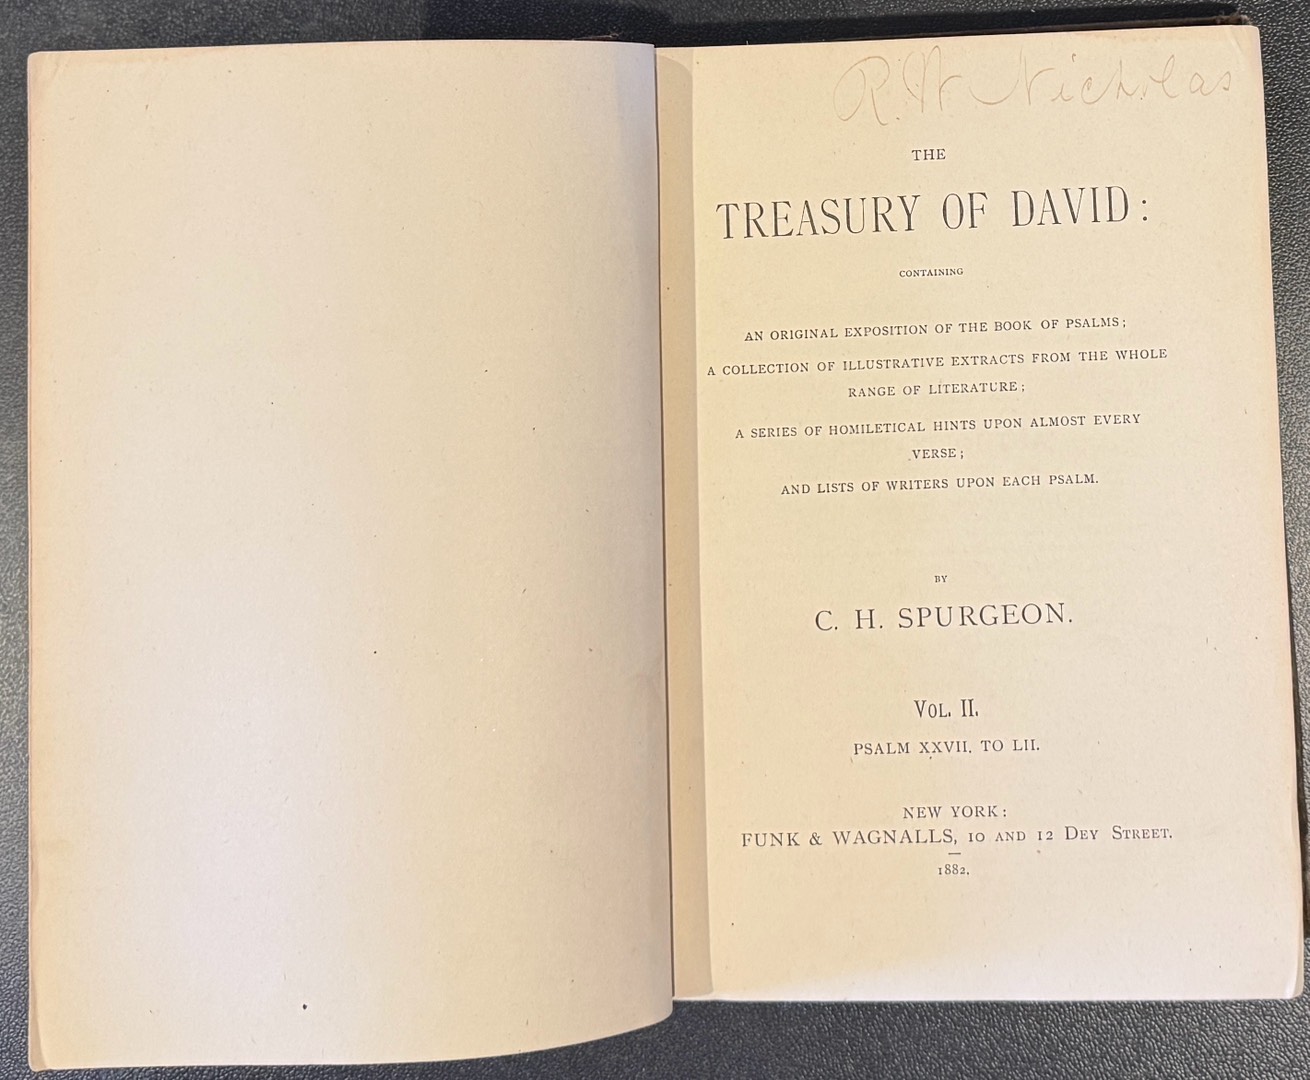 R. W Nicholas
THE
TREASURY OF DAVID:
CONTAINING
AN ORIGINAL EXPOSITION OF THE BOOK OF PSALMS;
A COLLECTION OF ILLUSTRATIVE EXTRACTS FROM THE WHOLE
RANGE OF LITERATURE;
A SERIES OF HOMILETICAL HINTS UPON ALMOST EVERY
VERSE;
AND LISTS OF WRITERS UPON EACH PSALM.
BY
C. H. SPURGEON.
VOL. II.
PSALM XXVII. TO LII.
NEW YORK:
FUNK & WAGNALLS, 10 AND 12 DEY STREET.
1882.